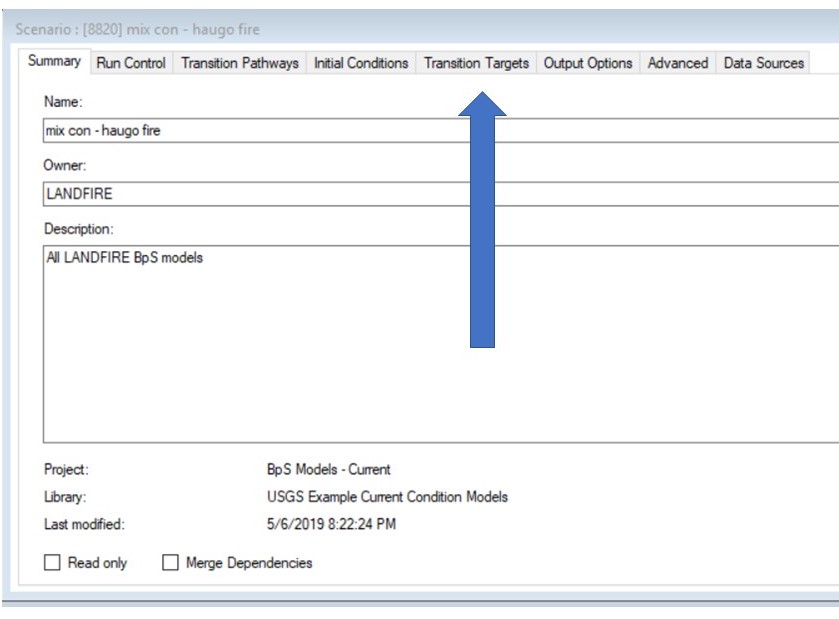 Scenario : [8820] mix con - haugo fire
Summary Run Control Transition Pathways Initial Conditions Transition Targets Output Options Advanced Data Sources
Name:
mix con - haugo fire
Owner:
LANDFIRE
Description:
All LANDFIRE BpS models
Project: BpS Models - Current
Library: USGS Example Current Condition Models
Last modified: 5/6/2019 8:22:24 PM
Read only Merge Dependencies